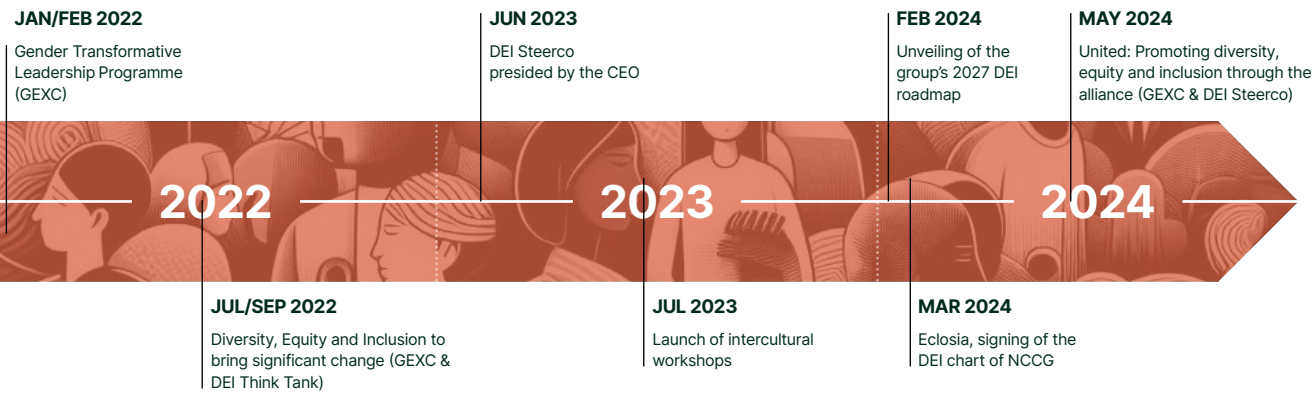 JAN/FEB 2022
Gender Transformative
Leadership Programme
(GEXC)
JUN 2023
DEI Steerco
presided by the CEO
FEB 2024
Unveiling of the
group's 2027 DEI
roadmap
MAY 2024
United: Promoting diversity,
equity and inclusion through the
alliance (GEXC & DEI Steerco)
2022
2023
2024
JUL/SEP 2022
Diversity, Equity and Inclusion to
bring significant change (GEXC &
DEI Think Tank)
JUL 2023
Launch of intercultural
workshops
MAR 2024
Eclosia, signing of the
DEI chart of NCCG